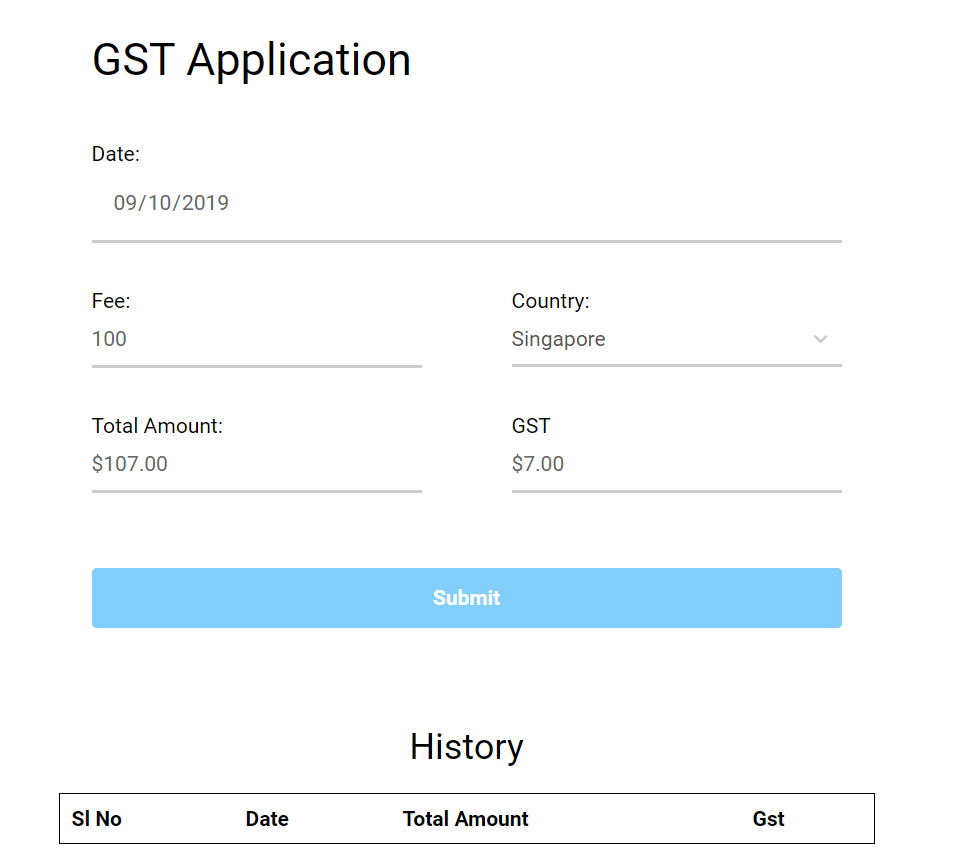 GST Application
Date:
09/10/2019
Fee:
Country:
100
Singapore
Total Amount:
GST
$107.00
$7.00
Submit
History
Sl No Date Total Amount Gst